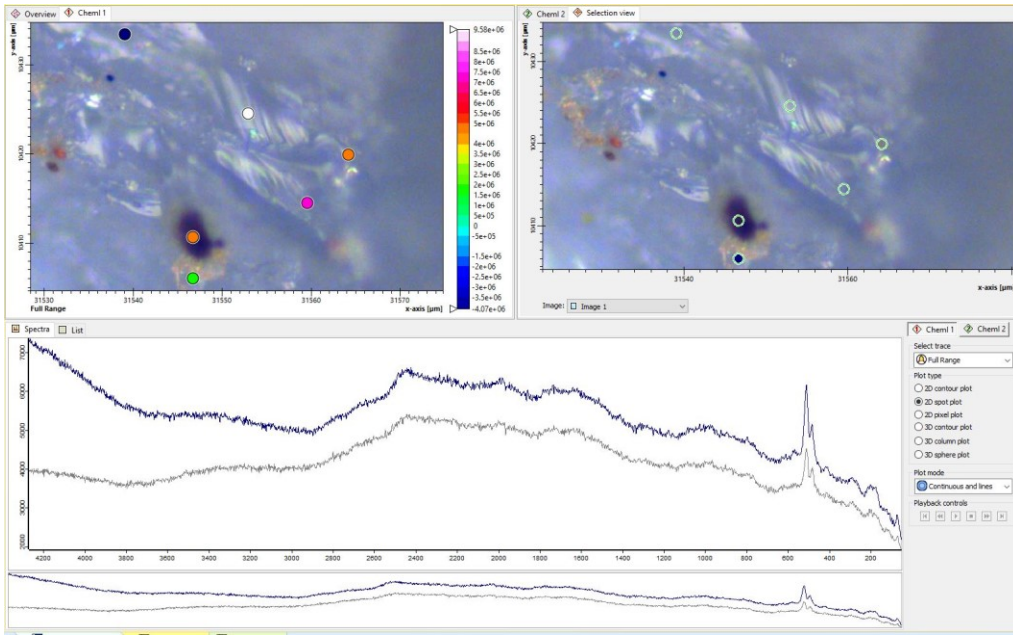 Overview Cheml 1
y-axis [µm]
10430
10420
10410
31530 31540 31550 31560 31570
Full Range x-axis [µm]
9.58e+06
8.5e+06
8e+06
7.5e+06
7e+06
6.5e+06
6e+06
5.5e+06
5e+06
4e+06
3.5e+06
3e+06
2.5e+06
2e+06
1.5e+06
1e+06
5e+05
0
-5e+05
-1.5e+06
-2e+06
-2.5e+06
-3e+06
-3.5e+06
-4.07e+06
Cheml 2 Selection view
y-axis [µm]
10430
10420
10410
31540 31560
x-axis [µm]
Image: Image 1
Spectra List
7000
6000
5000
4000
3000
2000
4200 4000 3800 3600 3400 3200 3000 2800 2600 2400 2200 2000 1800 1600 1400 1200 1000 800 600 400 200
Cheml 1 Cheml 2
Select trace
Full Range
Plot type
2D contour plot
2D spot plot
2D pixel plot
3D contour plot
3D column plot
3D sphere plot
Plot mode
Continuous and lines
Playback controls